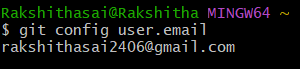 Rakshithasai@Rakshitha MINGW64 ~
$ git config user.email
rakshithasai2406@gmail.com